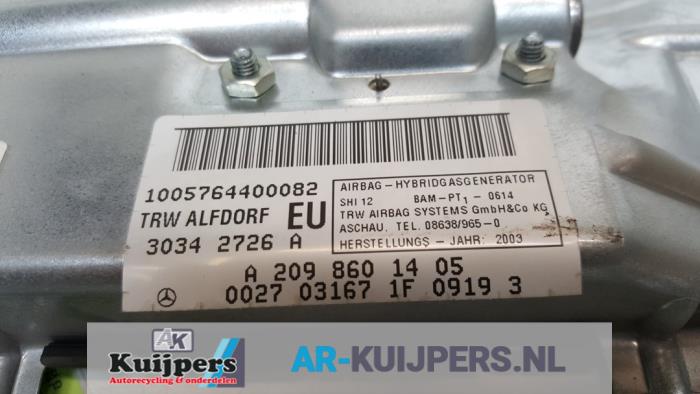 1005764400082
TRW ALFDORF EU
3034 2726 A
AIRBAG - HYBRIDGASGENERATOR
SHI 12 BAM-PT1 - 0614
TRW AIRBAG SYSTEMS GmbH&Co KG
ASCHAU. TEL. 08638/965-0
HERSTELLUNGS - JAHR: 2003
A 209 860 14 05
0027 03167 1F 0919 3
AK
Kuijpers
Autorecycling & onderdelen
AR-KUIJPERS.NL